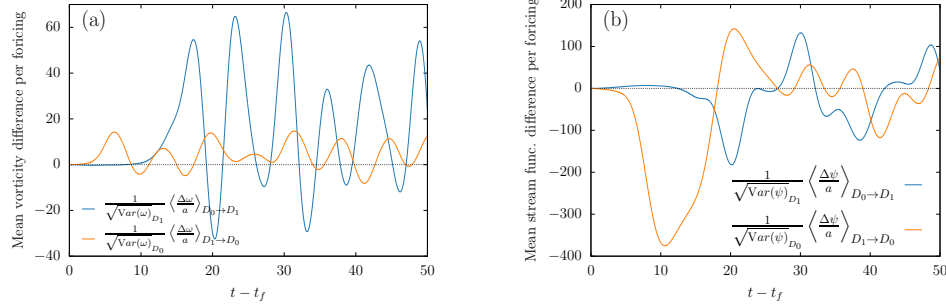 (a)
Mean vorticity difference per foricing
60
40
20
0
−20
−40
0 10 20 30 40 50
t − t_f
1/√Var(ω)_{D_1} ⟨Δω/a⟩_{D_0→D_1}
1/√Var(ω)_{D_0} ⟨Δω/a⟩_{D_1→D_0}
(b)
Mean stream func. difference per foricing
200
100
0
−100
−200
−300
−400
0 10 20 30 40 50
t − t_f
1/√Var(ψ)_{D_1} ⟨Δψ/a⟩_{D_0→D_1}
1/√Var(ψ)_{D_0} ⟨Δψ/a⟩_{D_1→D_0}